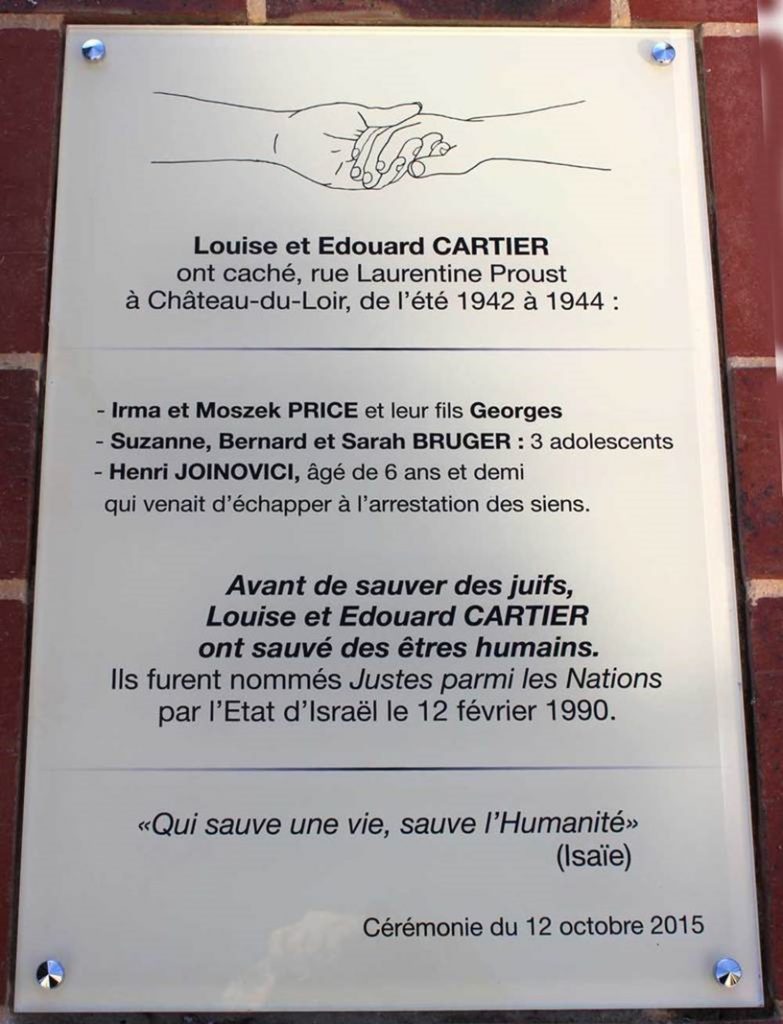 Louise et Edouard CARTIER
ont caché, rue Laurentine Proust
à Château-du-Loir, de l'été 1942 à 1944 :
- Irma et Moszek PRICE et leur fils Georges
- Suzanne, Bernard et Sarah BRUGER : 3 adolescents
- Henri JOINOVICI, âgé de 6 ans et demi
qui venait d'échapper à l'arrestation des siens.
Avant de sauver des juifs,
Louise et Edouard CARTIER
ont sauvé des êtres humains.
Ils furent nommés Justes parmi les Nations
par l'Etat d'Israël le 12 février 1990.
«Qui sauve une vie, sauve l'Humanité»
(Isaïe)
Cérémonie du 12 octobre 2015